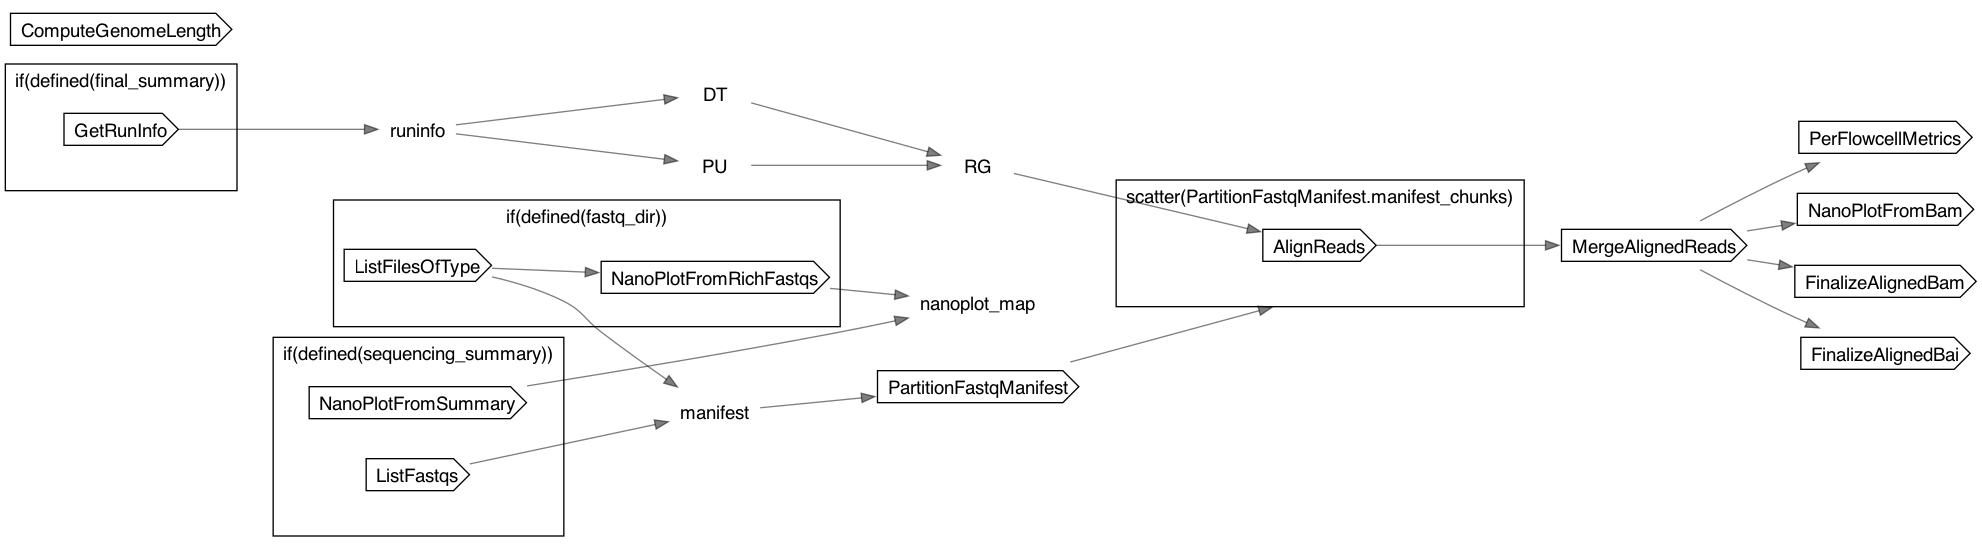 ComputeGenomeLength
if(defined(final_summary))
GetRunInfo
runinfo
DT
PU
RG
if(defined(fastq_dir))
ListFilesOfType
NanoPlotFromRichFastqs
nanoplot_map
if(defined(sequencing_summary))
NanoPlotFromSummary
ListFastqs
manifest
PartitionFastqManifest
scatter(PartitionFastqManifest.manifest_chunks)
AlignReads
MergeAlignedReads
PerFlowcellMetrics
NanoPlotFromBam
FinalizeAlignedBam
FinalizeAlignedBai